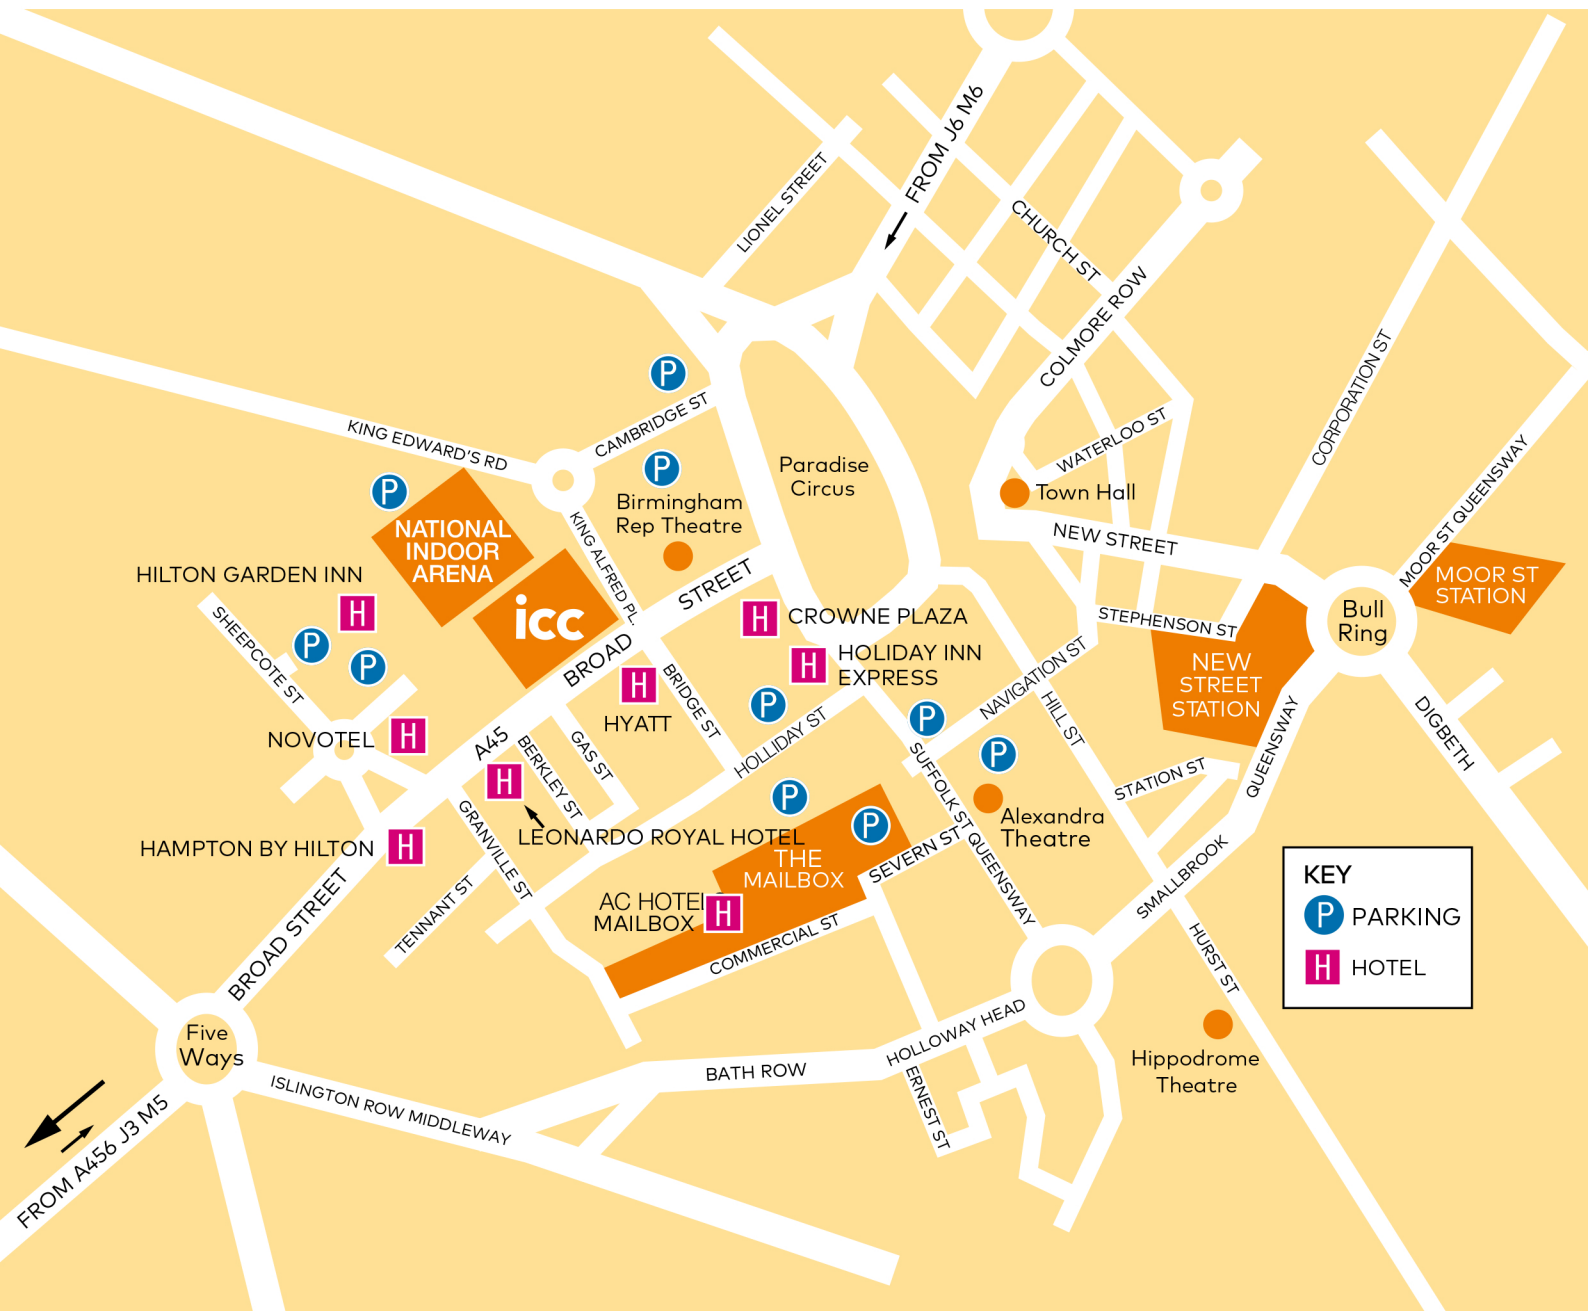 FROM J6 M6
LIONEL STREET
CHURCH ST
COLMORE ROW
CORPORATION ST
P
CAMBRIDGE ST
KING EDWARD'S RD
WATERLOO ST
Paradise
Circus
P
P
Town Hall
Birmingham
Rep Theatre
NATIONAL
INDOOR
ARENA
MOOR ST QUEENSWAY
NEW STREET
KING ALFRED PL.
HILTON GARDEN INN
H
STREET
MOOR ST
STATION
icc
H
CROWNE PLAZA
STEPHENSON ST
Bull
Ring
SHEEPCOTE ST
P
P
BROAD
H
HOLIDAY INN
EXPRESS
NAVIGATION ST
NEW
STREET
STATION
H
HYATT
BRIDGE ST
P
P
HILL ST
NOVOTEL
H
A45
BERKLEY ST
GAS ST
HOLLIDAY ST
P
QUEENSWAY
DIGBETH
H
STATION ST
SUFFOLK ST QUEENSWAY
P
P
Alexandra
Theatre
GRANVILLE ST
LEONARDO ROYAL HOTEL
HAMPTON BY HILTON
H
THE
MAILBOX
SEVERN ST
SMALLBROOK
KEY
P
PARKING
H
HOTEL
BROAD STREET
TENNANT ST
AC HOTEL
MAILBOX
H
COMMERCIAL ST
HURST ST
Five
Ways
HOLLOWAY HEAD
Hippodrome
Theatre
BATH ROW
ERNEST ST
ISLINGTON ROW MIDDLEWAY
FROM A456 J3 M5